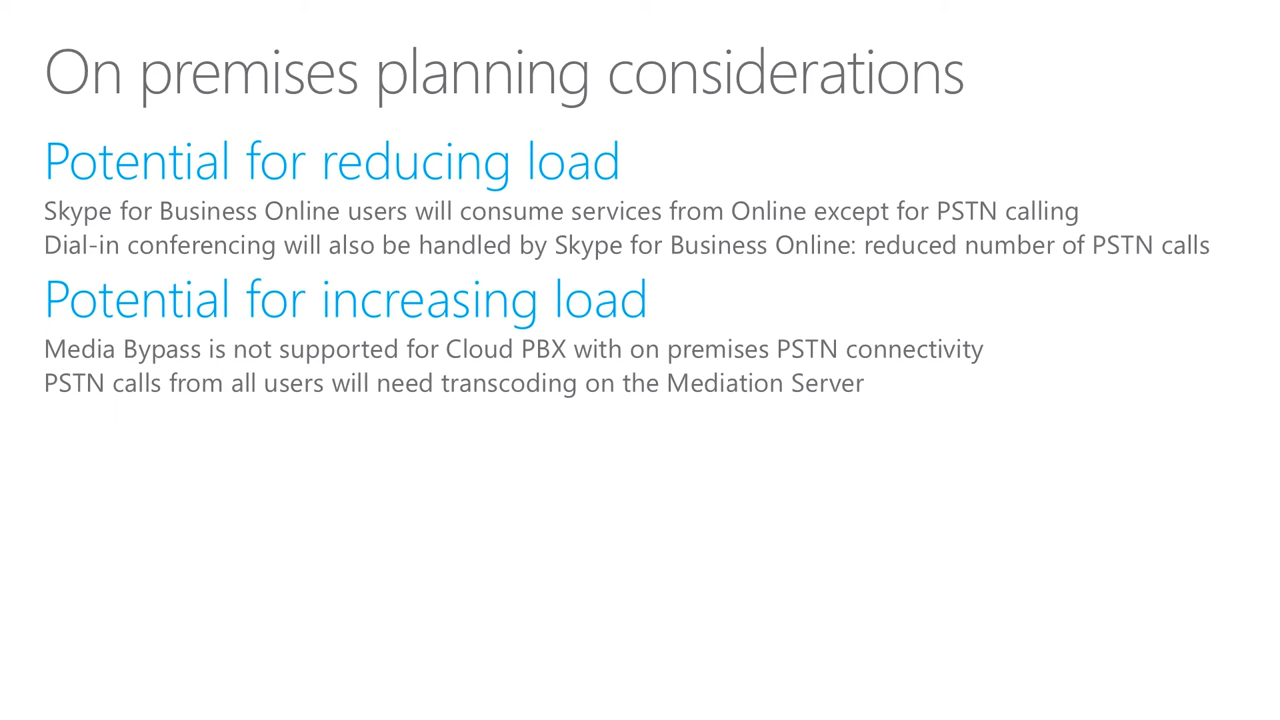 On premises planning considerations
Potential for reducing load
Skype for Business Online users will consume services from Online except for PSTN calling
Dial-in conferencing will also be handled by Skype for Business Online: reduced number of PSTN calls
Potential for increasing load
Media Bypass is not supported for Cloud PBX with on premises PSTN connectivity
PSTN calls from all users will need transcoding on the Mediation Server